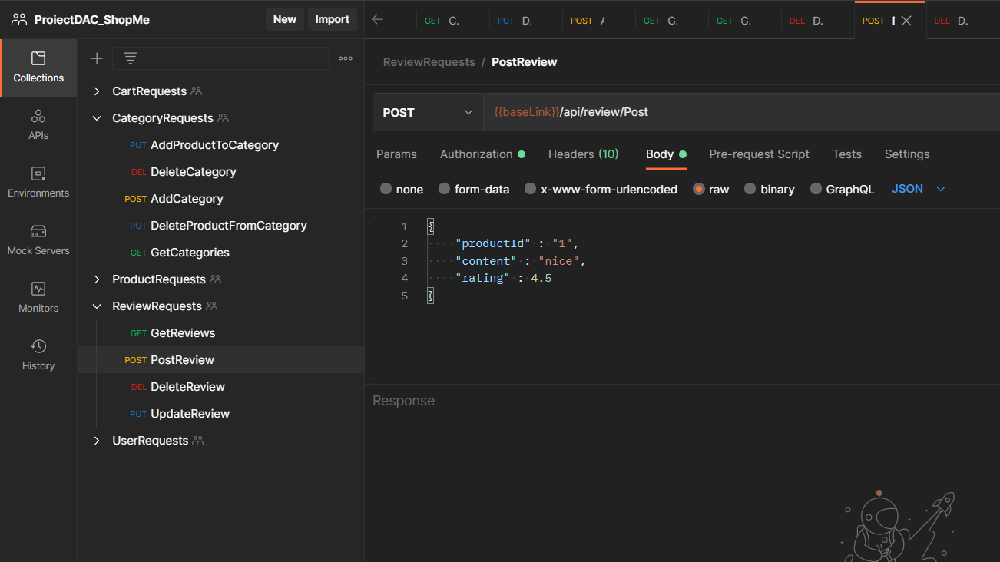 ProiectDAC_ShopMe
New
Import
GET C.
PUT D.
POST
GET G.
GET G.
DEL D.
POST
DEL D.
Collections
APIs
Environments
Mock Servers
Monitors
History
CartRequests
CategoryRequests
PUT AddProductToCategory
DEL DeleteCategory
POST AddCategory
PUT DeleteProductFromCategory
GET GetCategories
ProductRequests
ReviewRequests
GET GetReviews
POST PostReview
DEL DeleteReview
PUT UpdateReview
UserRequests
ReviewRequests / PostReview
POST
{{baseLink}}/api/review/Post
Params Authorization Headers (10) Body Pre-request Script Tests Settings
none form-data x-www-form-urlencoded raw binary GraphQL JSON
1 {
2 "productId" : "1",
3 "content" : "nice",
4 "rating" : 4.5
5 }
Response